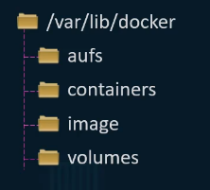 /var/lib/docker
aufs
containers
image
volumes